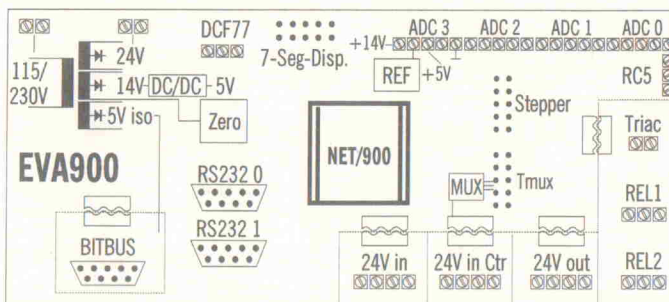 DCF77
7-Seg-Disp.
+14V
ADC 3
ADC 2
ADC 1
ADC 0
24V
115/
230V
14V
DC/DC
5V
5V iso
Zero
REF
+5V
RC5
Stepper
Triac
EVA900
NET/900
RS232 0
MUX
Tmux
REL1
RS232 1
BITBUS
24V in
24V in Ctr
24V out
REL2